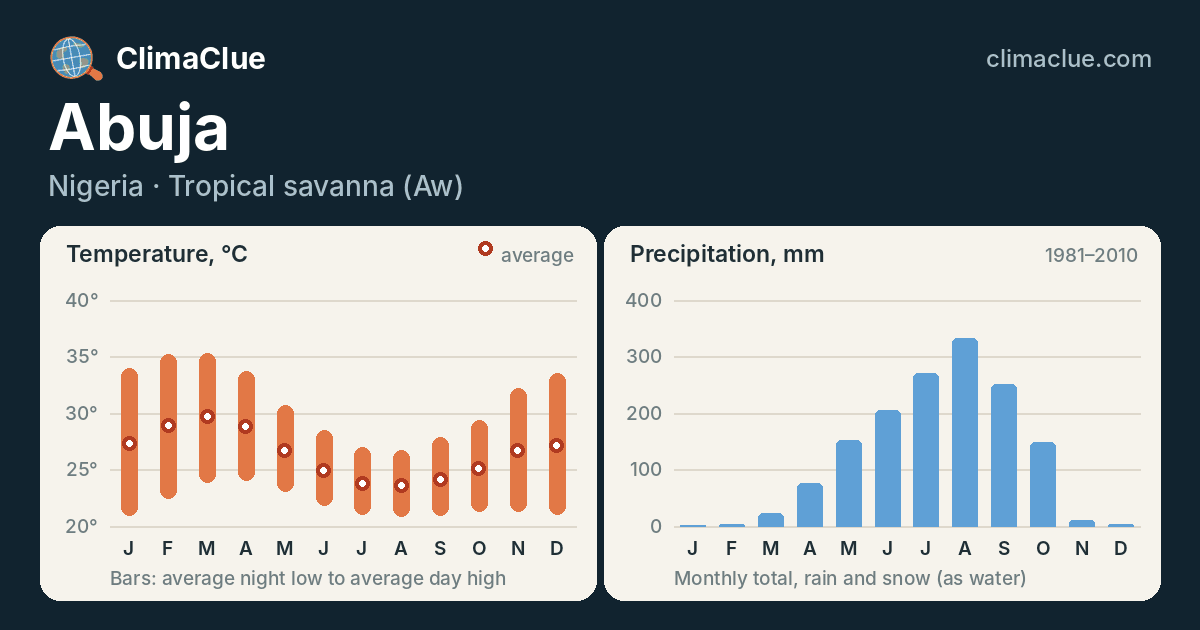 ClimaClue
climaclue.com
Abuja
Nigeria · Tropical savanna (Aw)
Temperature, °C
average
40°
35°
30°
25°
20°
J F M A M J J A S O N D
Bars: average night low to average day high
Precipitation, mm
1981–2010
400
300
200
100
0
J F M A M J J A S O N D
Monthly total, rain and snow (as water)